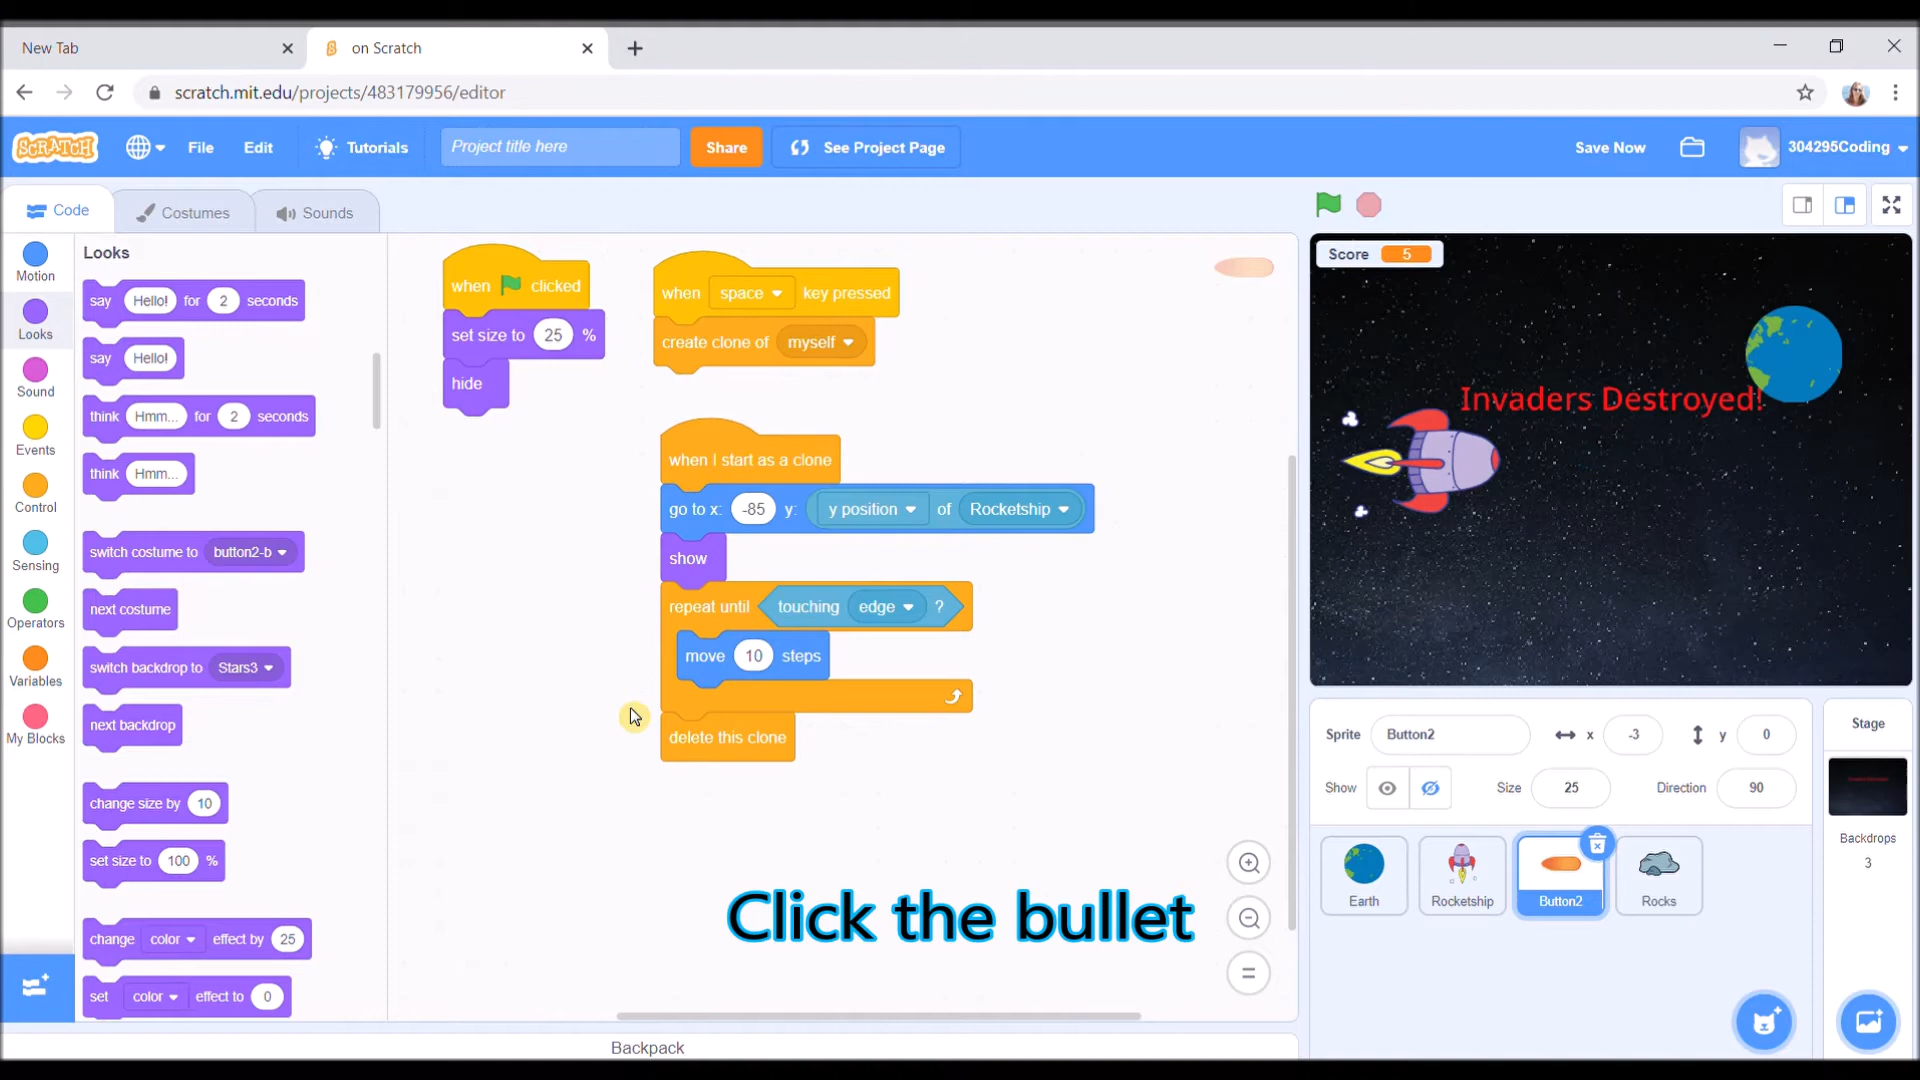 New Tab
on Scratch
scratch.mit.edu/projects/483179956/editor
SCRATCH
File
Edit
Tutorials
Project title here
Share
See Project Page
Save Now
304295Coding
Code
Costumes
Sounds
Motion
Looks
Sound
Events
Control
Sensing
Operators
Variables
My Blocks
Looks
say Hello! for 2 seconds
say Hello!
think Hmm... for 2 seconds
think Hmm...
switch costume to button2-b
next costume
switch backdrop to Stars3
next backdrop
change size by 10
set size to 100 %
change color effect by 25
set color effect to 0
when clicked
set size to 25 %
hide
when space key pressed
create clone of myself
when I start as a clone
go to x: -85 y: y position of Rocketship
show
repeat until touching edge ?
move 10 steps
delete this clone
Click the bullet
Backpack
Score 5
Invaders Destroyed!
Sprite Button2 x -3 y 0
Show Size 25 Direction 90
Earth
Rocketship
Button2
Rocks
Stage
Backdrops
3